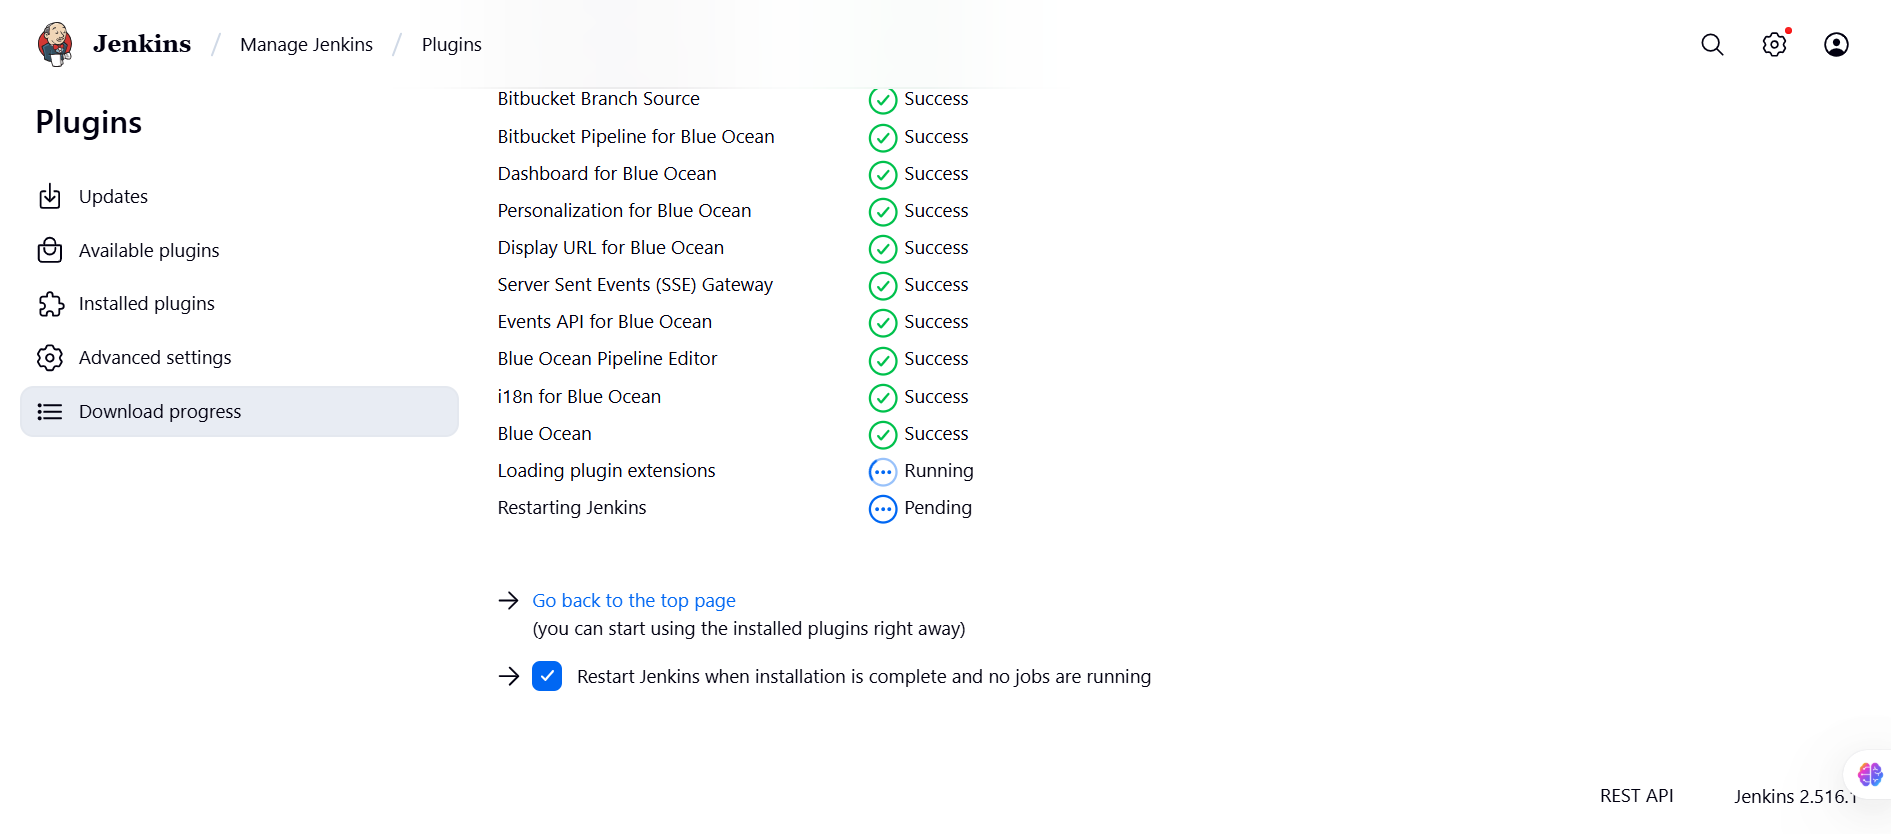 Jenkins / Manage Jenkins / Plugins
Plugins
Updates
Available plugins
Installed plugins
Advanced settings
Download progress
Bitbucket Branch Source Success
Bitbucket Pipeline for Blue Ocean Success
Dashboard for Blue Ocean Success
Personalization for Blue Ocean Success
Display URL for Blue Ocean Success
Server Sent Events (SSE) Gateway Success
Events API for Blue Ocean Success
Blue Ocean Pipeline Editor Success
i18n for Blue Ocean Success
Blue Ocean Success
Loading plugin extensions Running
Restarting Jenkins Pending
Go back to the top page
(you can start using the installed plugins right away)
Restart Jenkins when installation is complete and no jobs are running
REST API Jenkins 2.516.1